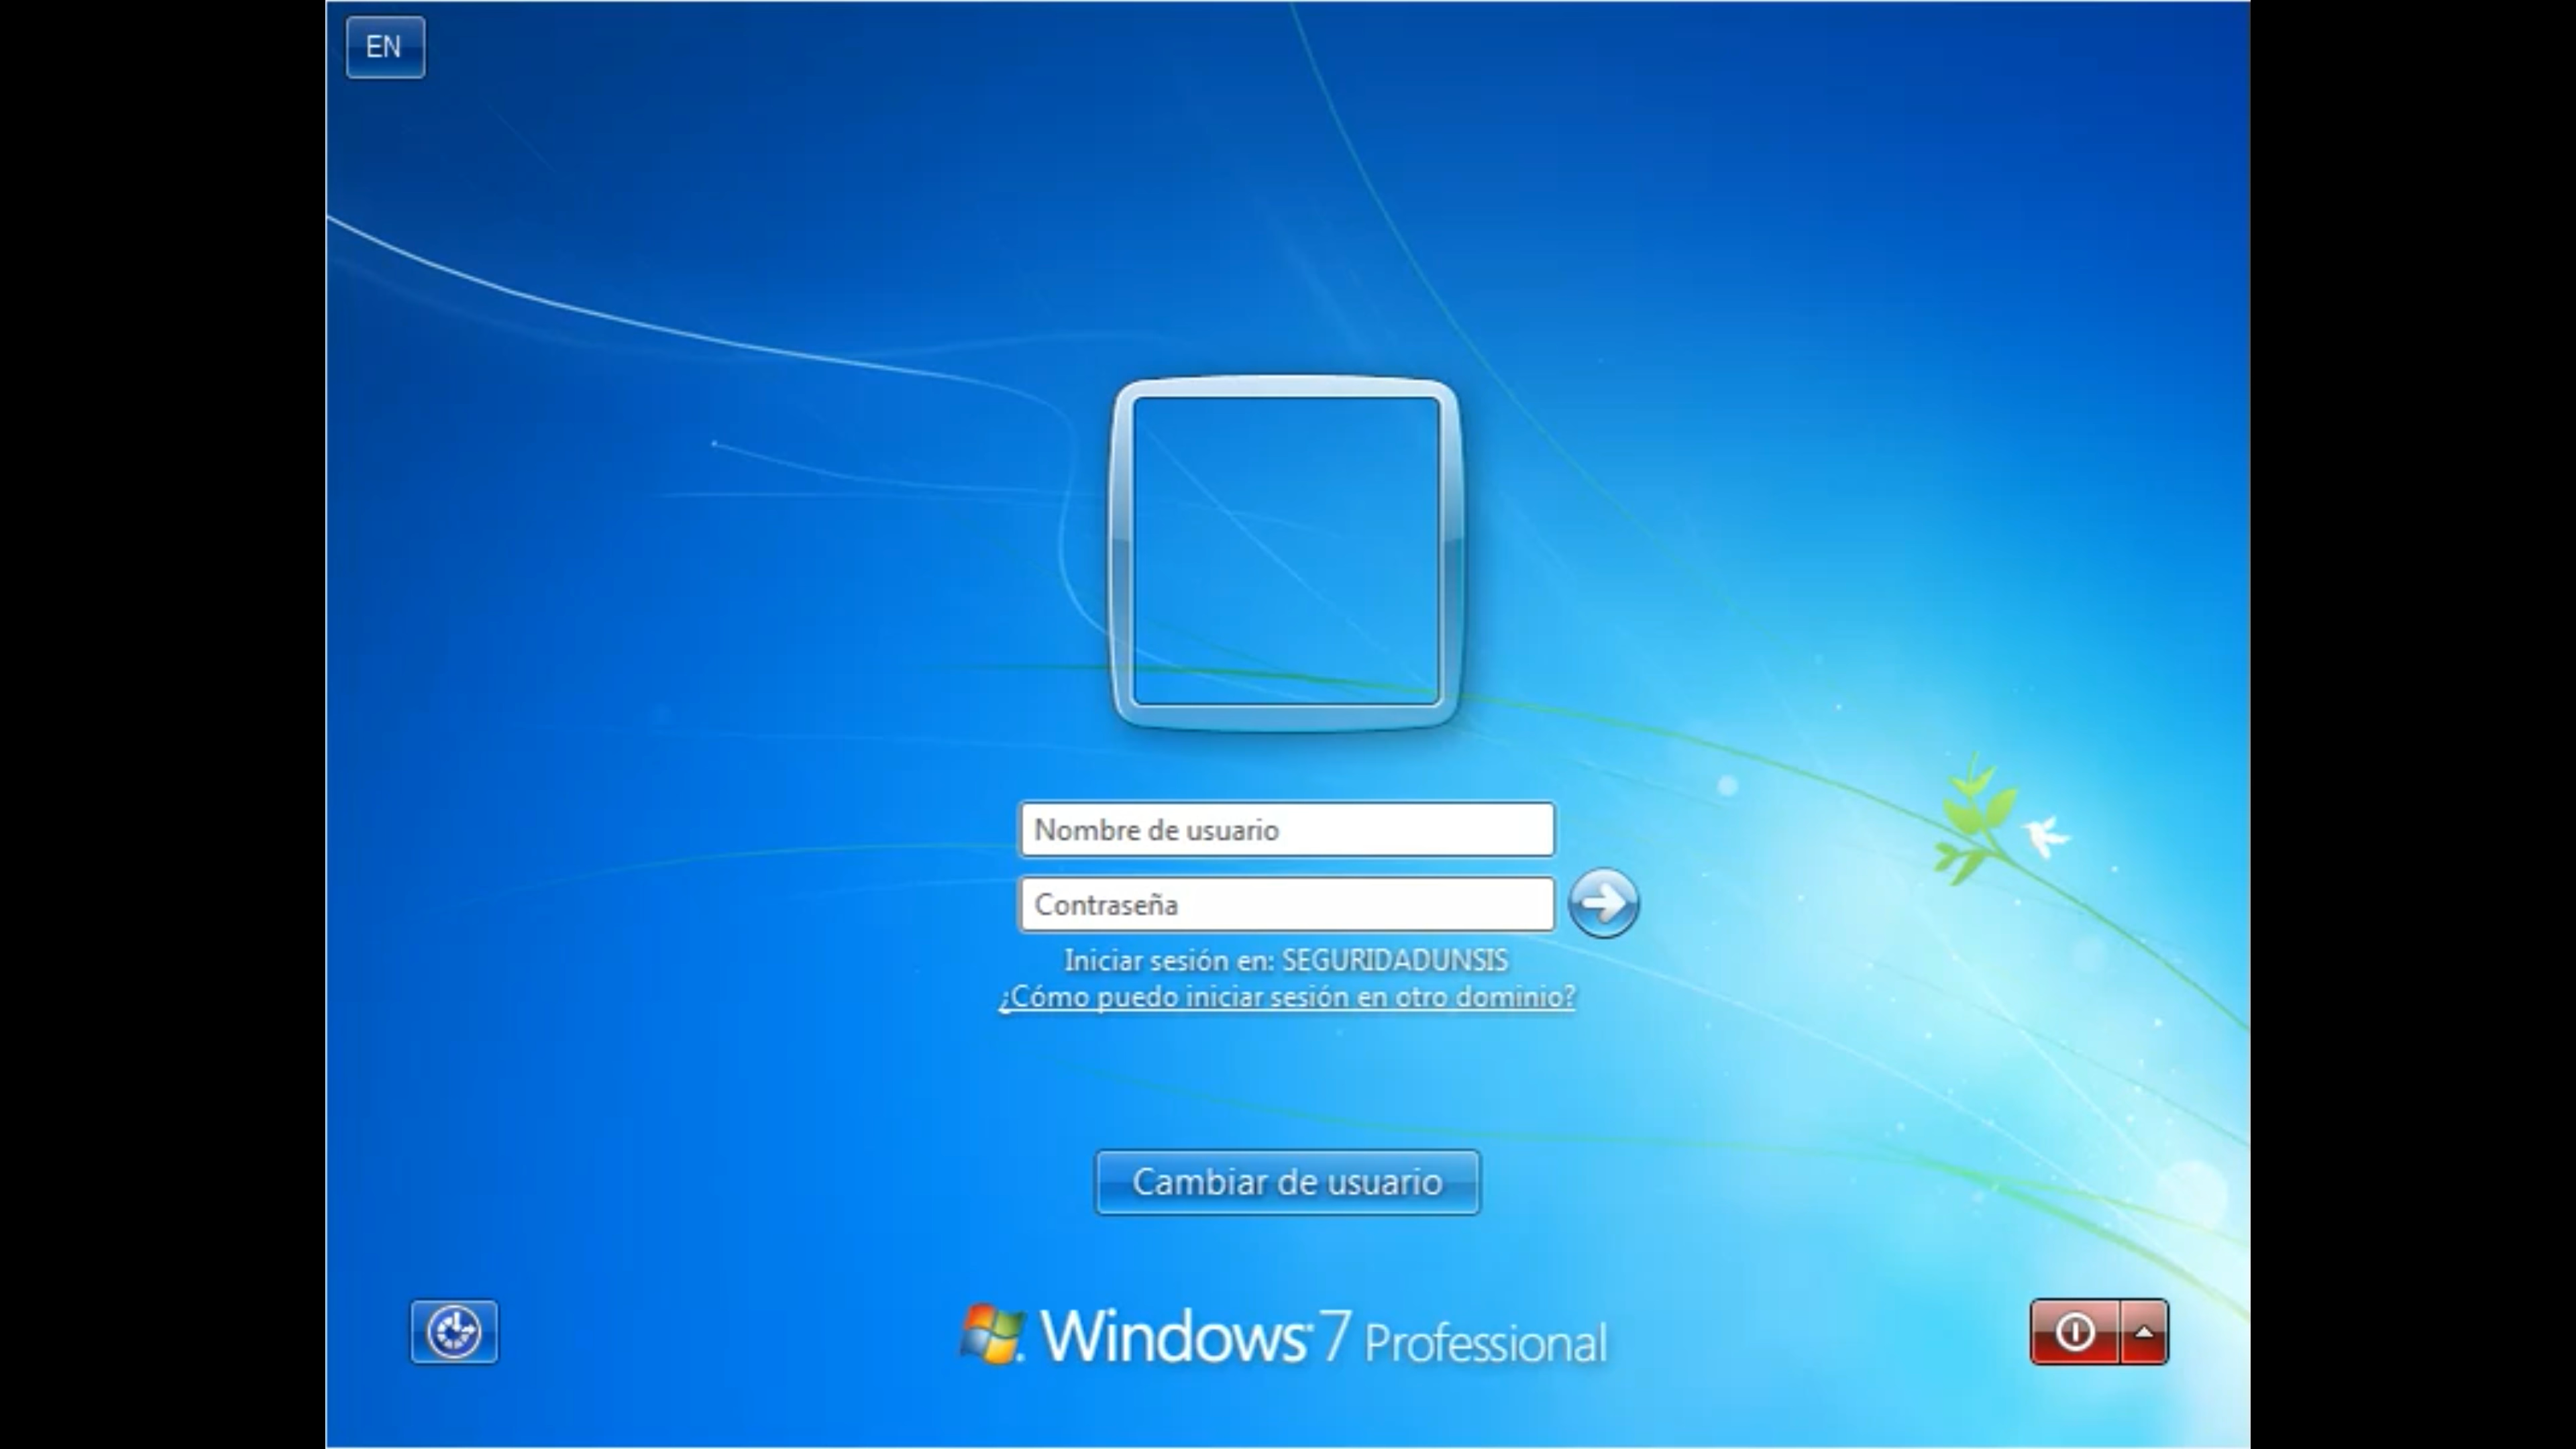 EN
Nombre de usuario
Contraseña
Iniciar sesión en: SEGURIDADUNSIS
¿Cómo puedo iniciar sesión en otro dominio?
Cambiar de usuario
Windows 7 Professional